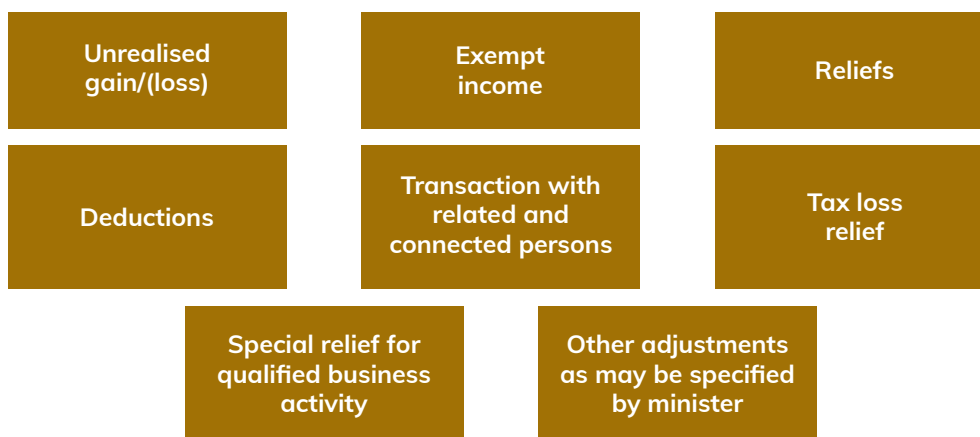 Unrealised
gain/(loss)
Exempt
income
Reliefs
Deductions
Transaction with
related and
connected persons
Tax loss
relief
Special relief for
qualified business
activity
Other adjustments
as may be specified
by minister